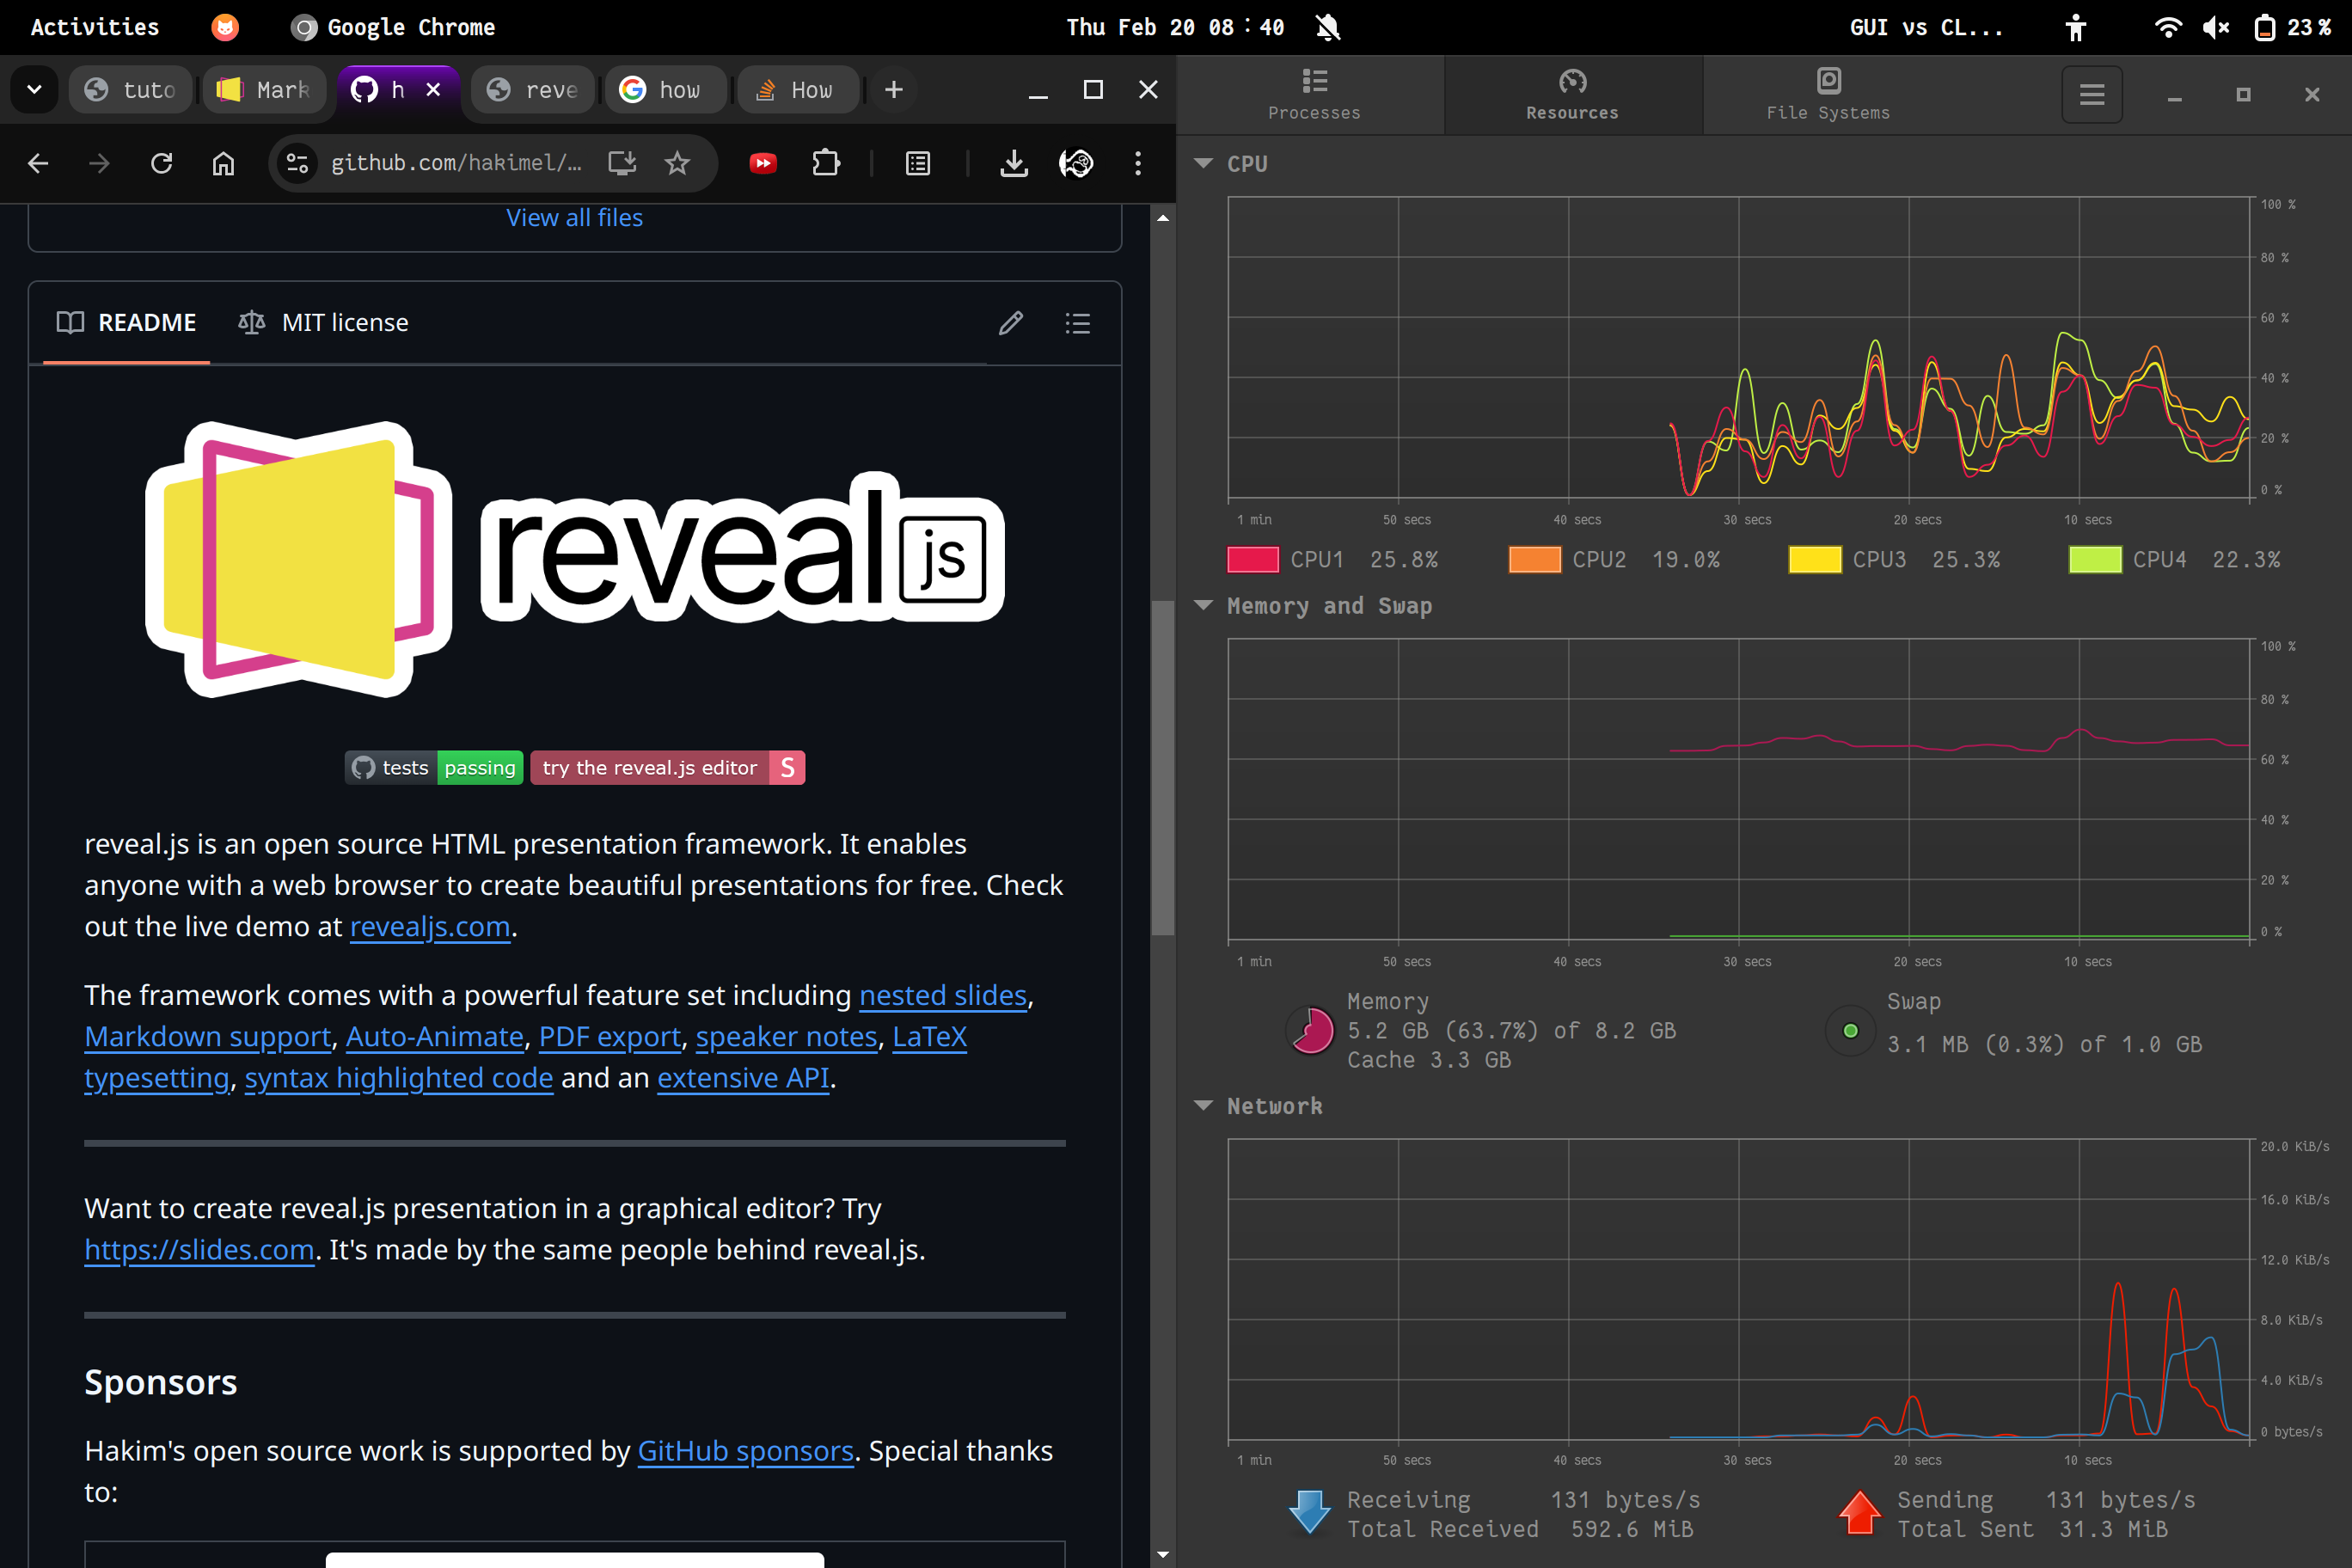 Activities
Google Chrome
Thu Feb 20 08:40
GUI vs CL...
23%
tuto
Mark
h
reve
how
How
github.com/hakimel/...
View all files
README
MIT license
reveal js
tests passing
try the reveal.js editor S
reveal.js is an open source HTML presentation framework. It enables
anyone with a web browser to create beautiful presentations for free. Check
out the live demo at revealjs.com.
The framework comes with a powerful feature set including nested slides,
Markdown support, Auto-Animate, PDF export, speaker notes, LaTeX
typesetting, syntax highlighted code and an extensive API.
Want to create reveal.js presentation in a graphical editor? Try
https://slides.com. It's made by the same people behind reveal.js.
Sponsors
Hakim's open source work is supported by GitHub sponsors. Special thanks
to:
Processes
Resources
File Systems
CPU
100 %
80 %
60 %
40 %
20 %
0 %
1 min 50 secs 40 secs 30 secs 20 secs 10 secs
CPU1 25.8% CPU2 19.0% CPU3 25.3% CPU4 22.3%
Memory and Swap
100 %
80 %
60 %
40 %
20 %
0 %
1 min 50 secs 40 secs 30 secs 20 secs 10 secs
Memory
5.2 GB (63.7%) of 8.2 GB
Cache 3.3 GB
Swap
3.1 MB (0.3%) of 1.0 GB
Network
20.0 KiB/s
16.0 KiB/s
12.0 KiB/s
8.0 KiB/s
4.0 KiB/s
0 bytes/s
1 min 50 secs 40 secs 30 secs 20 secs 10 secs
Receiving 131 bytes/s
Total Received 592.6 MiB
Sending 131 bytes/s
Total Sent 31.3 MiB